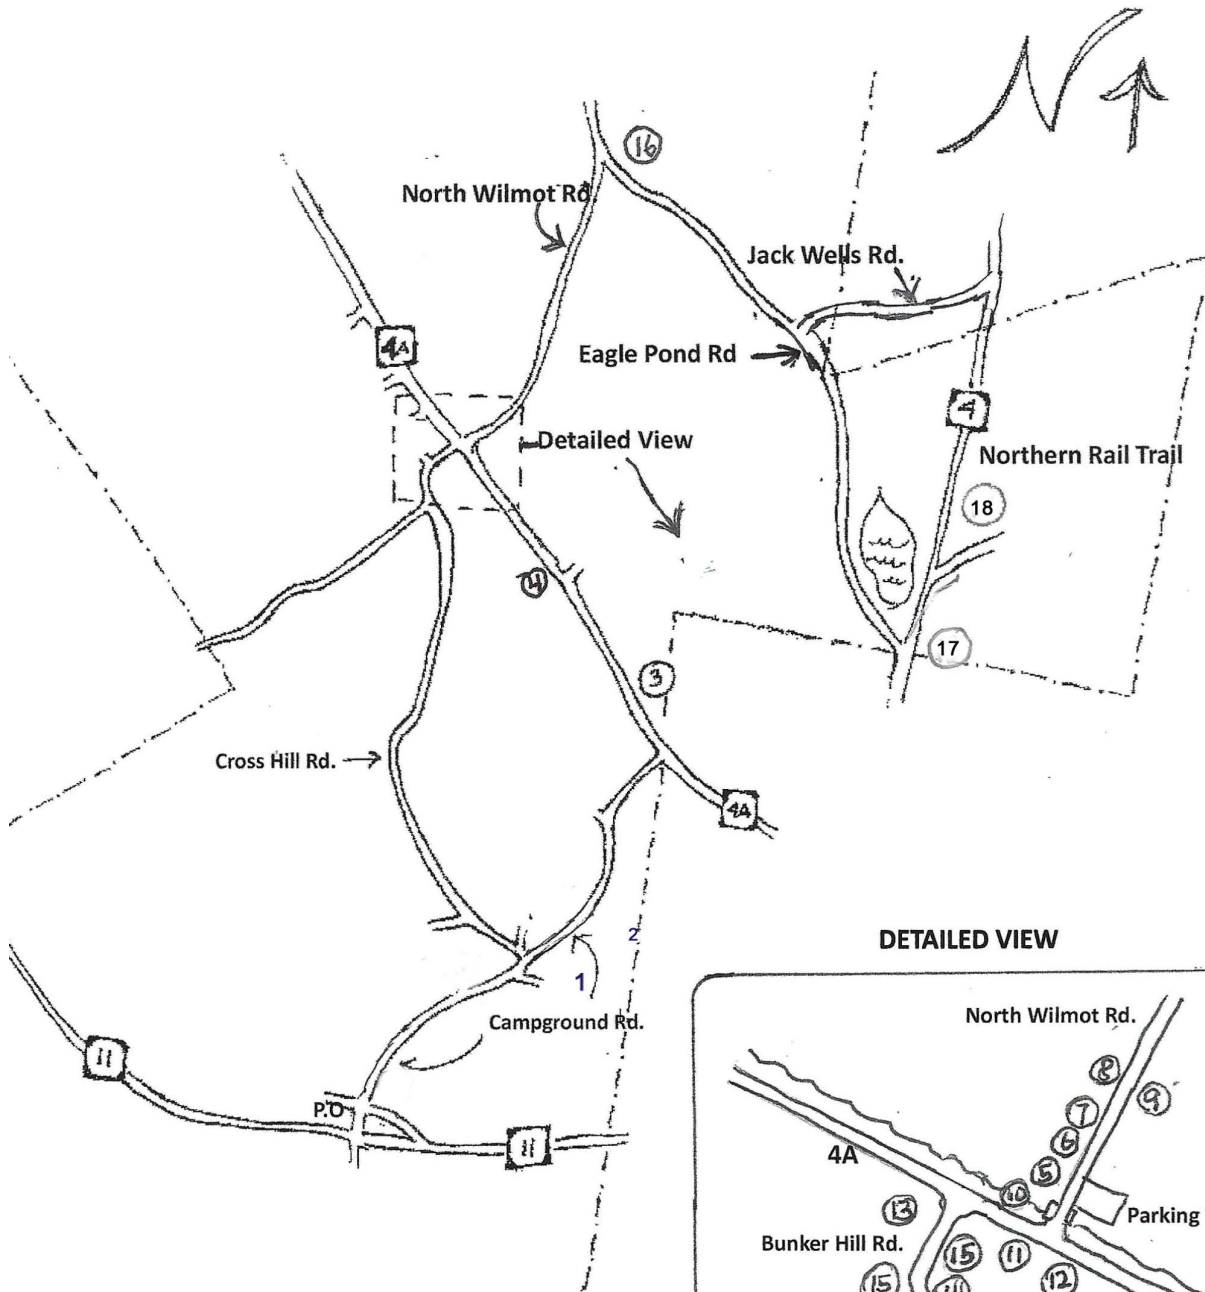 N
16
North Wilmot Rd.
Jack Wells Rd.
4A
Eagle Pond Rd
4
Detailed View
Northern Rail Trail
18
4
17
3
Cross Hill Rd.
4A
2
DETAILED VIEW
1
North Wilmot Rd.
Campground Rd.
11
8
9
P.O
7
11
6
4A
5
10
13
Parking
Bunker Hill Rd.
15
11
15
12